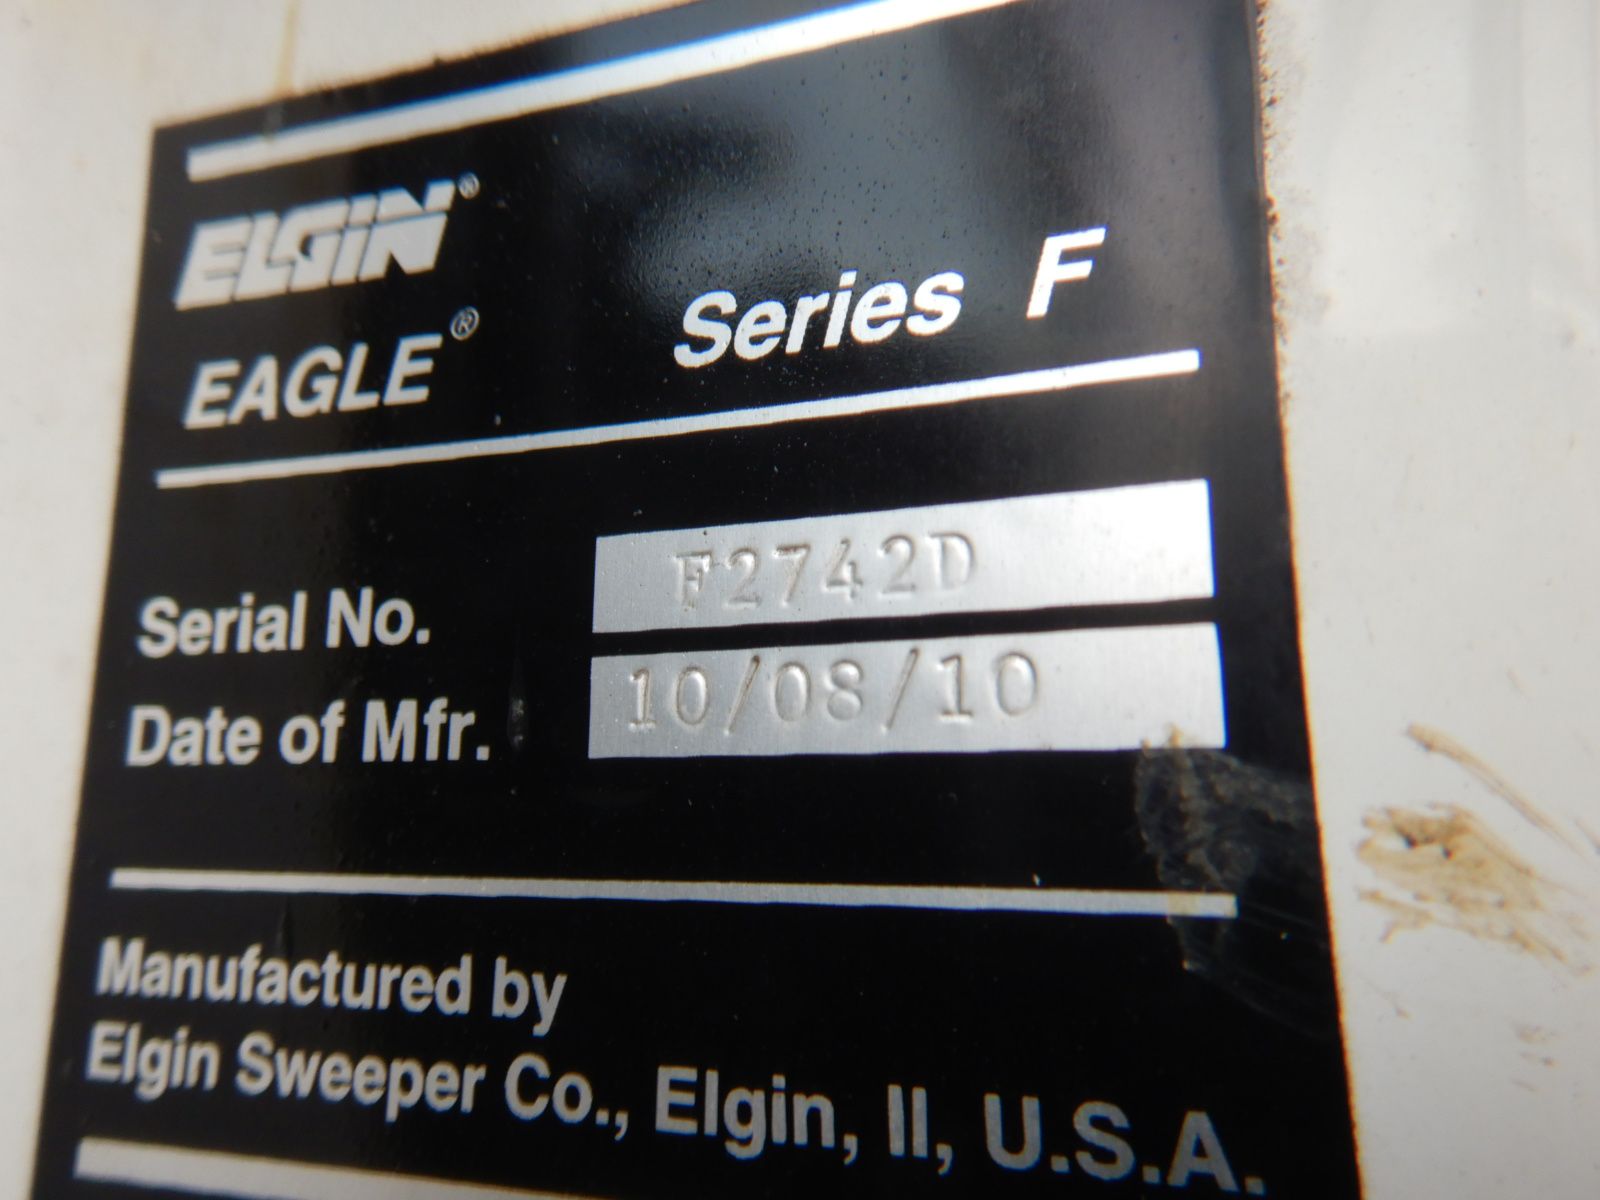 ELGIN®
EAGLE® Series F
Serial No. F2742D
Date of Mfr. 10/08/10
Manufactured by
Elgin Sweeper Co., Elgin, Il, U.S.A.